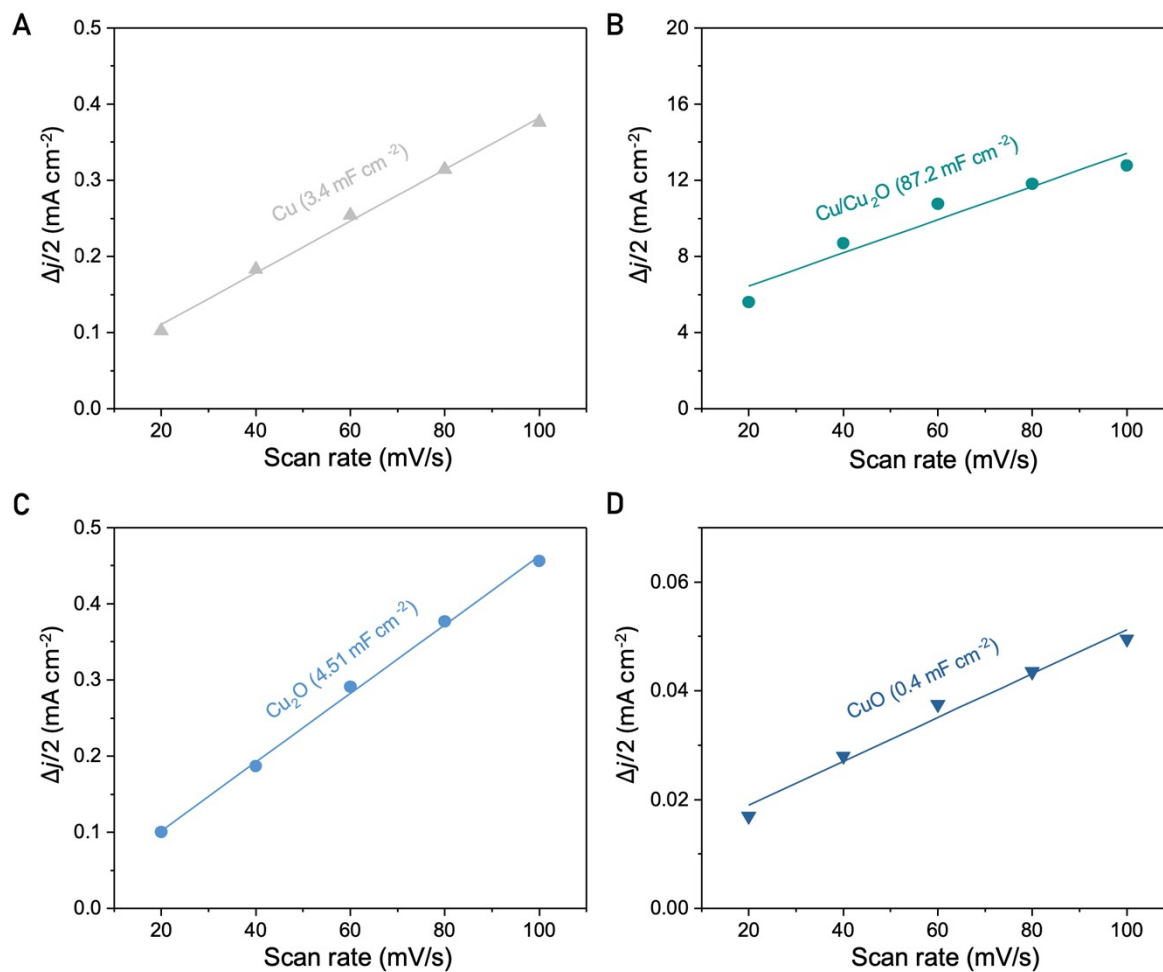 A
0.5
0.4
0.3
0.2
0.1
0.0
Δj/2 (mA cm⁻²)
Cu (3.4 mF cm⁻²)
20 40 60 80 100
Scan rate (mV/s)
B
20
16
12
8
4
0
Δj/2 (mA cm⁻²)
Cu/Cu₂O (87.2 mF cm⁻²)
20 40 60 80 100
Scan rate (mV/s)
C
0.5
0.4
0.3
0.2
0.1
0.0
Δj/2 (mA cm⁻²)
Cu₂O (4.51 mF cm⁻²)
20 40 60 80 100
Scan rate (mV/s)
D
0.06
0.04
0.02
0.00
Δj/2 (mA cm⁻²)
CuO (0.4 mF cm⁻²)
20 40 60 80 100
Scan rate (mV/s)